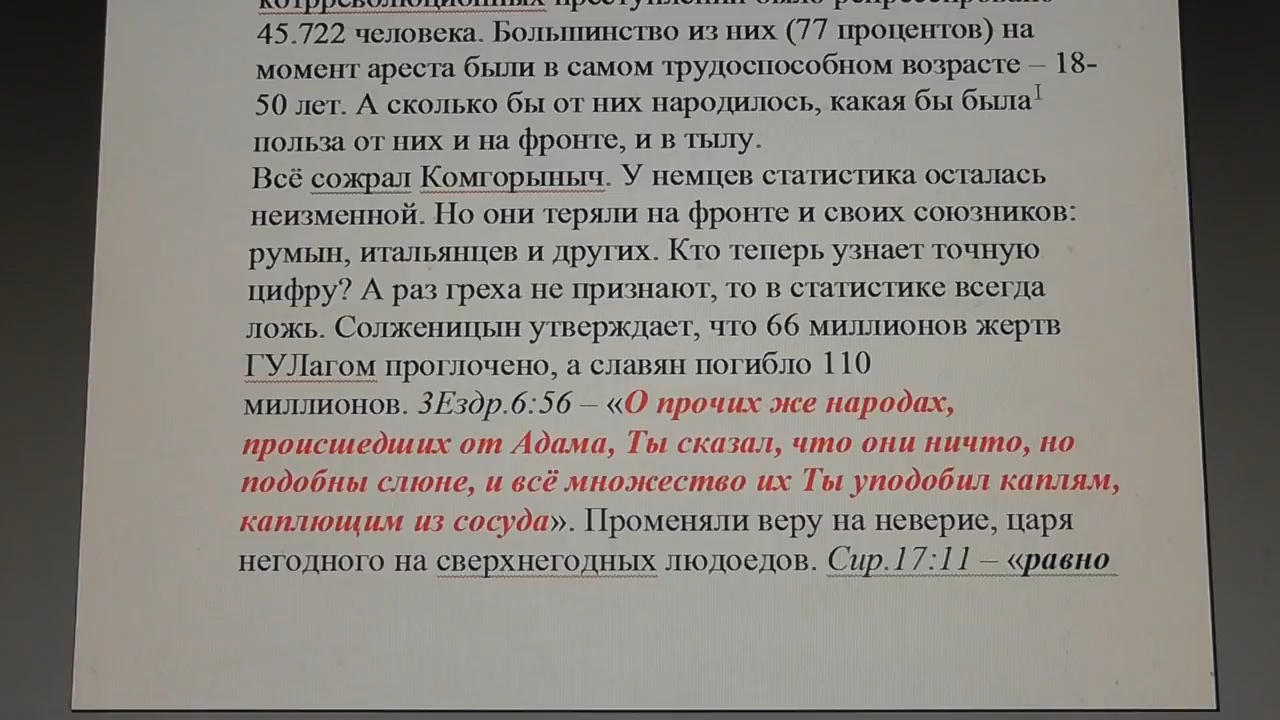 котрреволюционных преступлений было репрессировано
45.722 человека. Большинство из них (77 процентов) на
момент ареста были в самом трудоспособном возрасте – 18-
50 лет. А сколько бы от них народилось, какая бы была
польза от них и на фронте, и в тылу.
Всё сожрал Комгорыныч. У немцев статистика осталась
неизменной. Но они теряли на фронте и своих союзников:
румын, итальянцев и других. Кто теперь узнает точную
цифру? А раз греха не признают, то в статистике всегда
ложь. Солженицын утверждает, что 66 миллионов жертв
ГУЛагом проглочено, а славян погибло 110
миллионов. 3Ездр.6:56 – «О прочих же народах,
происшедших от Адама, Ты сказал, что они ничто, но
подобны слюне, и всё множество их Ты уподобил каплям,
каплющим из сосуда». Променяли веру на неверие, царя
негодного на сверхнегодных людоедов. Сир.17:11 – «равно